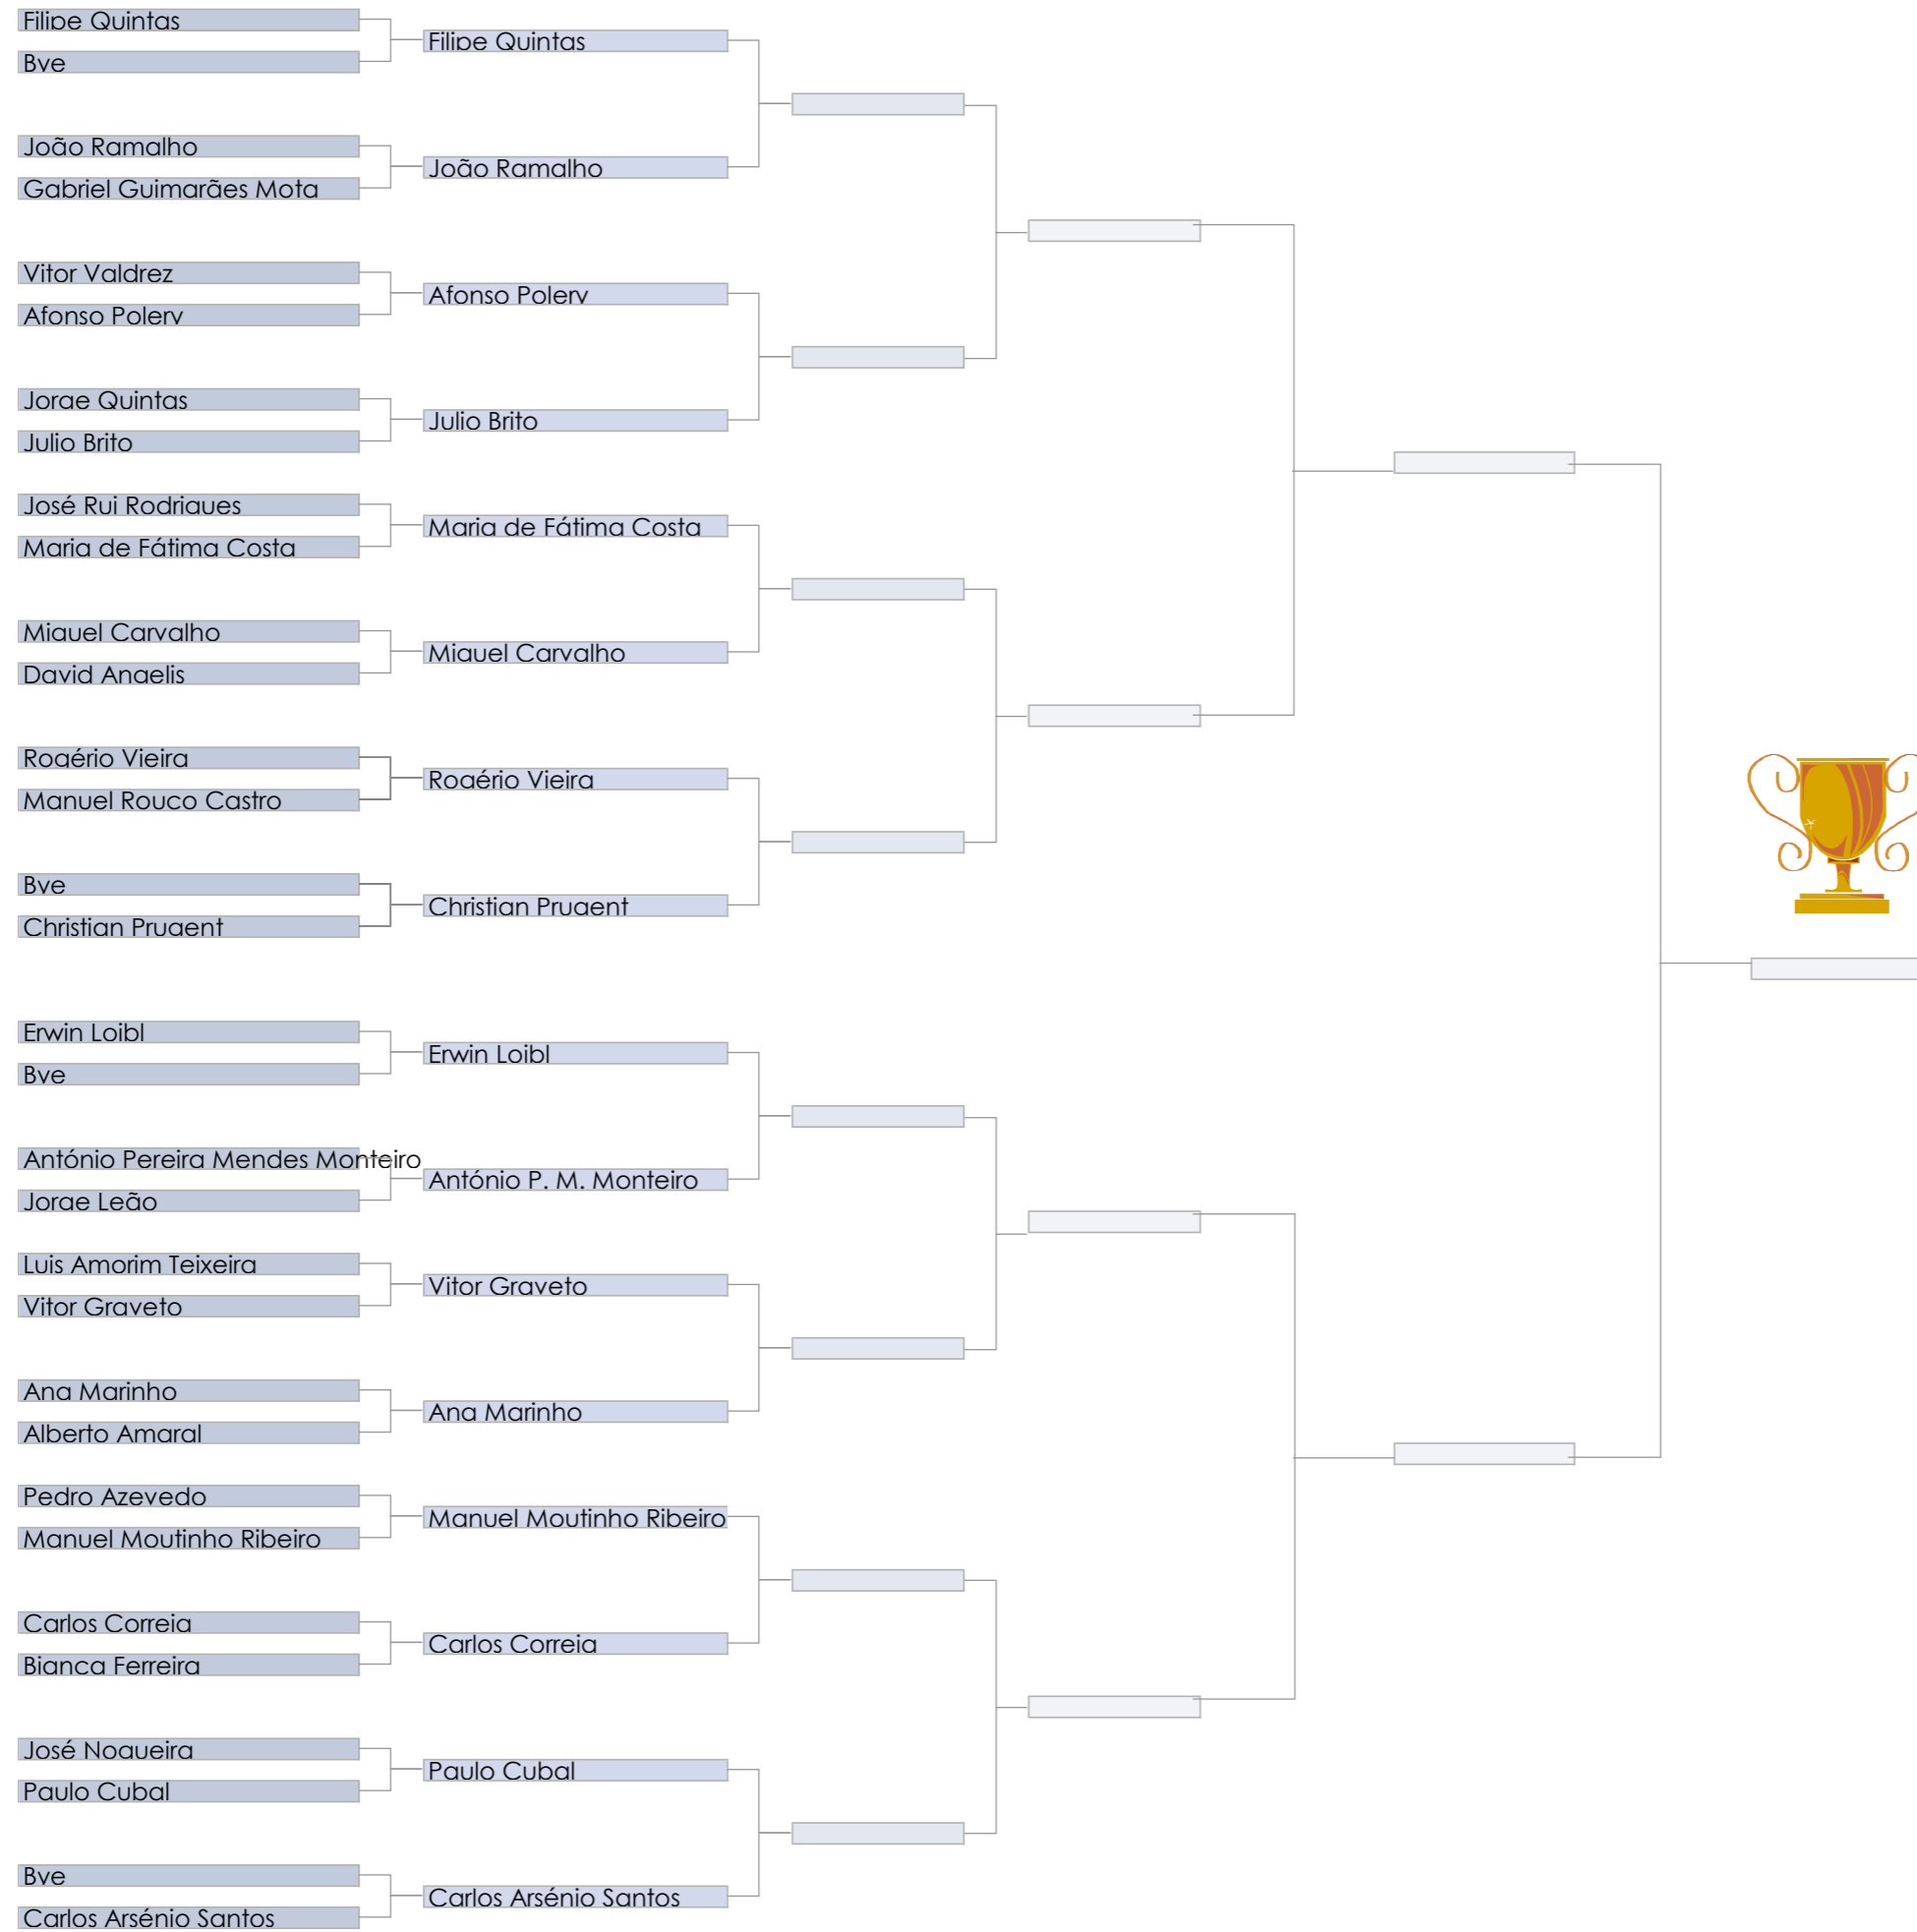 Filipe Quintas
Filipe Quintas
Bye
João Ramalho
João Ramalho
Gabriel Guimarães Mota
Vitor Valdrez
Afonso Polery
Afonso Polery
Jorge Quintas
Julio Brito
Julio Brito
José Rui Rodrigues
Maria de Fátima Costa
Maria de Fátima Costa
Miguel Carvalho
Miguel Carvalho
David Angelis
Rogério Vieira
Rogério Vieira
Manuel Rouco Castro
Bye
Christian Prugent
Christian Prugent
Erwin Loibl
Erwin Loibl
Bye
António Pereira Mendes Monteiro
António P. M. Monteiro
Jorge Leão
Luis Amorim Teixeira
Vitor Graveto
Vitor Graveto
Ana Marinho
Ana Marinho
Alberto Amaral
Pedro Azevedo
Manuel Moutinho Ribeiro
Manuel Moutinho Ribeiro
Carlos Correia
Carlos Correia
Bianca Ferreira
José Nogueira
Paulo Cubal
Paulo Cubal
Bye
Carlos Arsénio Santos
Carlos Arsénio Santos